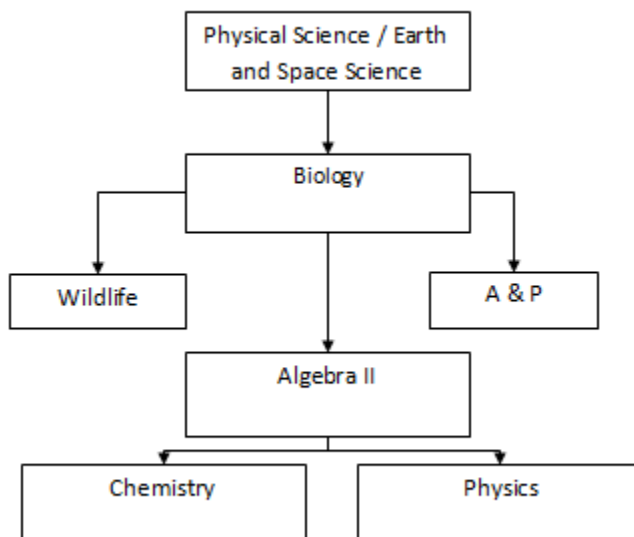 Physical Science / Earth
and Space Science
Biology
Wildlife
A & P
Algebra II
Chemistry
Physics